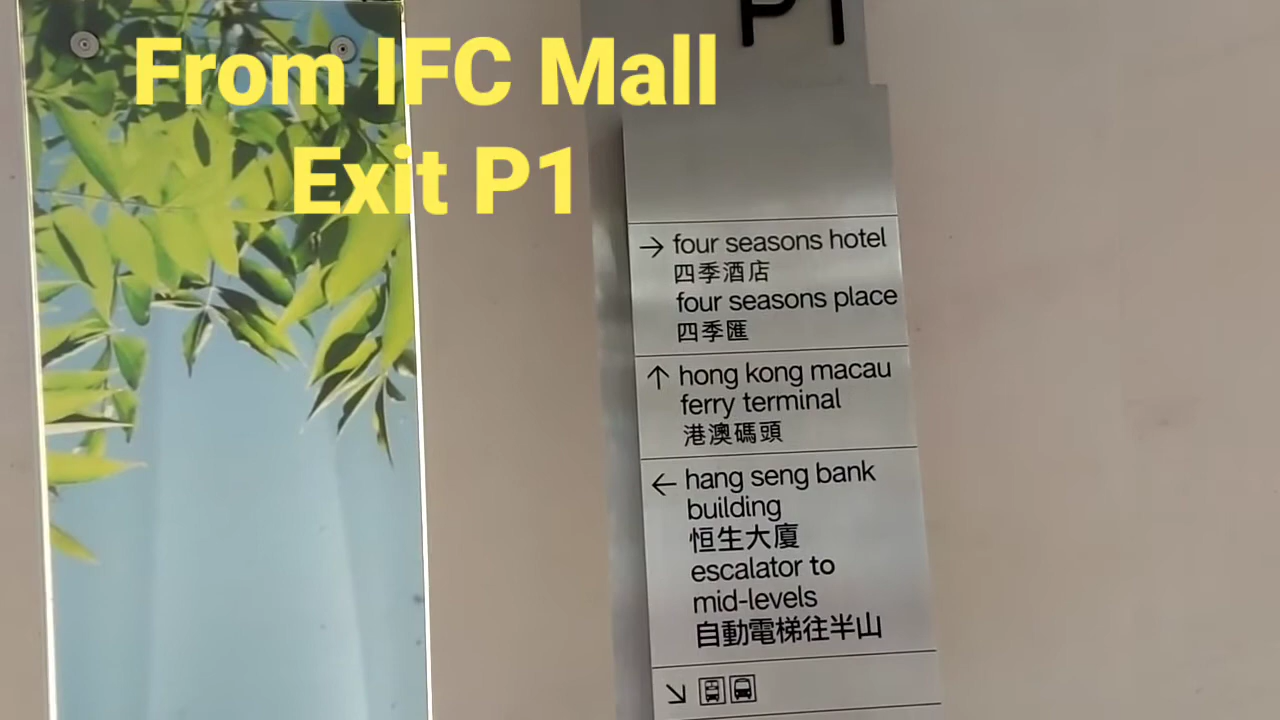 From IFC Mall
Exit P1
P1
→ four seasons hotel
四季酒店
four seasons place
四季匯
↑ hong kong macau
ferry terminal
港澳碼頭
← hang seng bank
building
恒生大廈
escalator to
mid-levels
自動電梯往半山
↘